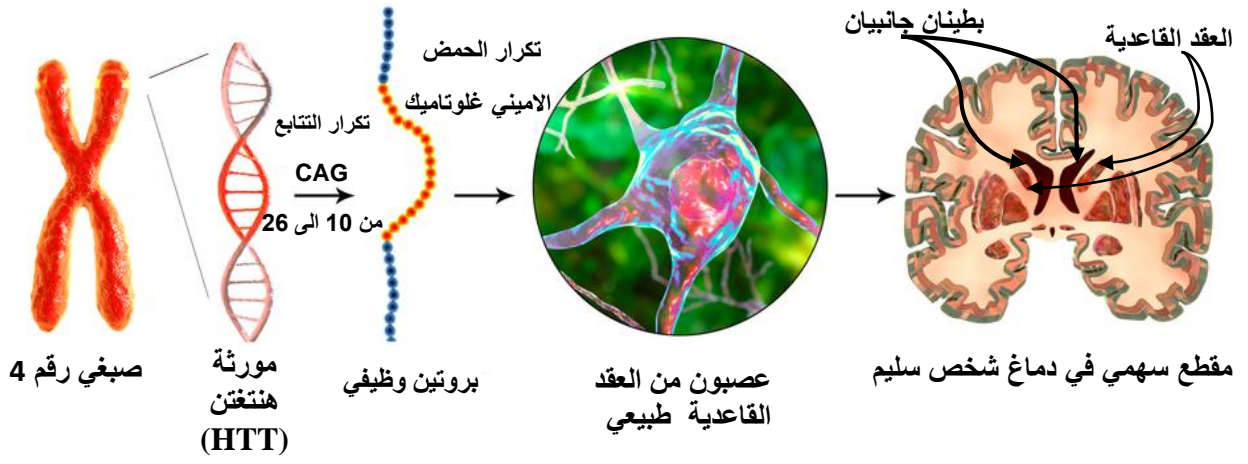 بطينان جانبيان
العقد القاعدية
تكرار الحمض
الاميني غلوتاميك
تكرار التتابع
CAG
من 10 الى 26
صبغي رقم 4
مورثة
هنتغتن
(HTT)
بروتين وظيفي
عصبون من العقد
القاعدية طبيعي
مقطع سهمي في دماغ شخص سليم